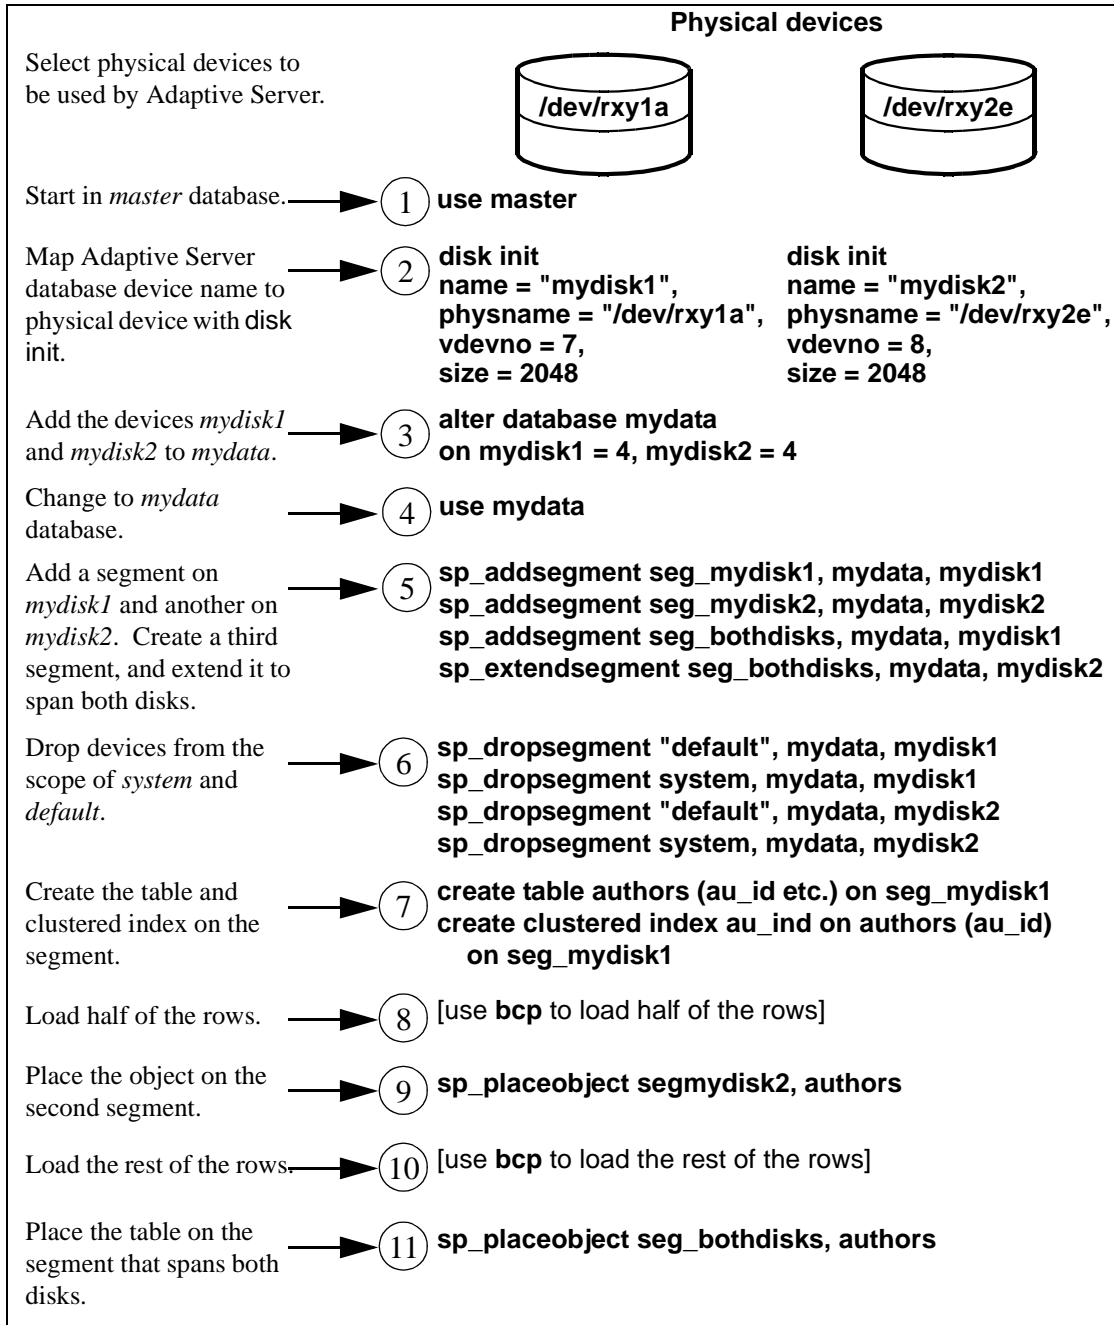 Physical devices
Select physical devices to
be used by Adaptive Server.
/dev/rxy1a
/dev/rxy2e
Start in master database.
1
use master
Map Adaptive Server
database device name to
physical device with disk
init.
2
disk init
name = "mydisk1",
physname = "/dev/rxy1a",
vdevno = 7,
size = 2048
disk init
name = "mydisk2",
physname = "/dev/rxy2e",
vdevno = 8,
size = 2048
Add the devices mydisk1
and mydisk2 to mydata.
3
alter database mydata
on mydisk1 = 4, mydisk2 = 4
Change to mydata
database.
4
use mydata
Add a segment on
mydisk1 and another on
mydisk2. Create a third
segment, and extend it to
span both disks.
5
sp_addsegment seg_mydisk1, mydata, mydisk1
sp_addsegment seg_mydisk2, mydata, mydisk2
sp_addsegment seg_bothdisks, mydata, mydisk1
sp_extendsegment seg_bothdisks, mydata, mydisk2
Drop devices from the
scope of system and
default.
6
sp_dropsegment "default", mydata, mydisk1
sp_dropsegment system, mydata, mydisk1
sp_dropsegment "default", mydata, mydisk2
sp_dropsegment system, mydata, mydisk2
Create the table and
clustered index on the
segment.
7
create table authors (au_id etc.) on seg_mydisk1
create clustered index au_ind on authors (au_id)
on seg_mydisk1
Load half of the rows.
8
[use bcp to load half of the rows]
Place the object on the
second segment.
9
sp_placeobject segmydisk2, authors
Load the rest of the rows.
10
[use bcp to load the rest of the rows]
Place the table on the
segment that spans both
disks.
11
sp_placeobject seg_bothdisks, authors